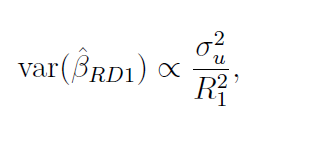 var(β̂_{RD1}) ∝ σ_u^2 / R_1^2,